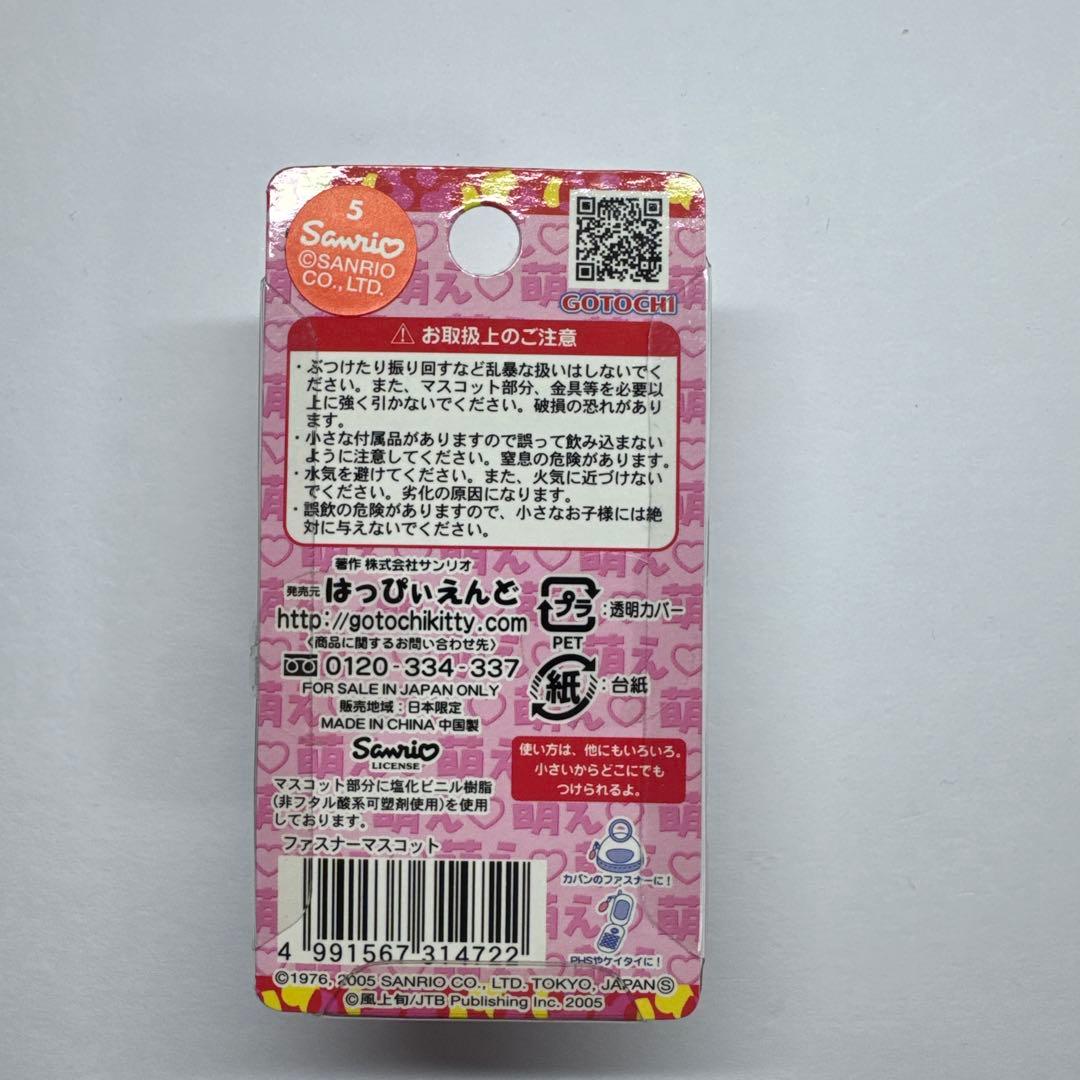 5
Sanrio
©SANRIO
CO., LTD.
GOTOCHI
萌え♡萌
⚠ お取扱上のご注意
・ぶつけたり振り回すなど乱暴な扱いはしないでく
ださい。また、マスコット部分、金具等を必要以
上に強く引かないでください。破損の恐れがあり
ます。
・小さな付属品がありますので誤って飲み込まない
ように注意してください。窒息の危険があります。
・水気を避けてください。また、火気に近づけない
でください。劣化の原因になります。
・誤飲の危険がありますので、小さなお子様には絶
対に与えないでください。
著作 株式会社サンリオ
発売元 はっぴぃえんど
http://gotochikitty.com
〈商品に関するお問い合わせ先〉
0120-334-337
FOR SALE IN JAPAN ONLY
販売地域：日本限定
MADE IN CHINA 中国製
Sanrio
LICENSE
マスコット部分に塩化ビニル樹脂
(非フタル酸系可塑剤使用)を使用
しております。
ファスナーマスコット
プラ :透明カバー
PET
紙 :台紙
使い方は、他にもいろいろ。
小さいからどこにでも
つけられるよ。
カバンのファスナーに！
PHSやケイタイに！
4 991567 314722
©1976, 2005 SANRIO CO., LTD. TOKYO, JAPAN Ⓢ
©風上旬/JTB Publishing Inc. 2005